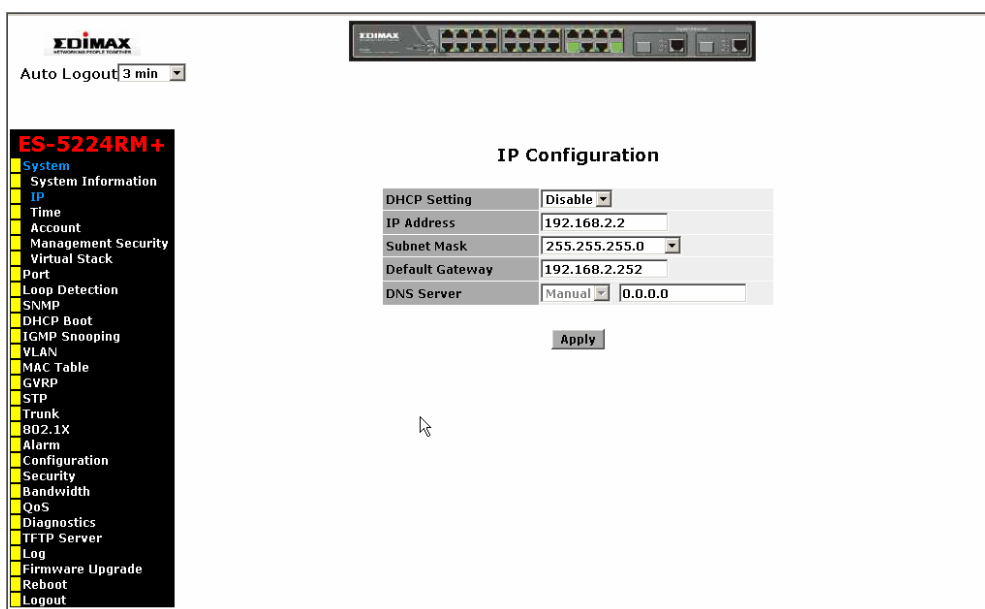 EDIMAX
NETWORKING PEOPLE TOGETHER
EDIMAX
Auto Logout 3 min
ES-5224RM+
System
System Information
IP
Time
Account
Management Security
Virtual Stack
Port
Loop Detection
SNMP
DHCP Boot
IGMP Snooping
VLAN
MAC Table
GVRP
STP
Trunk
802.1X
Alarm
Configuration
Security
Bandwidth
QoS
Diagnostics
TFTP Server
Log
Firmware Upgrade
Reboot
Logout
IP Configuration
DHCP Setting Disable
IP Address 192.168.2.2
Subnet Mask 255.255.255.0
Default Gateway 192.168.2.252
DNS Server Manual 0.0.0.0
Apply